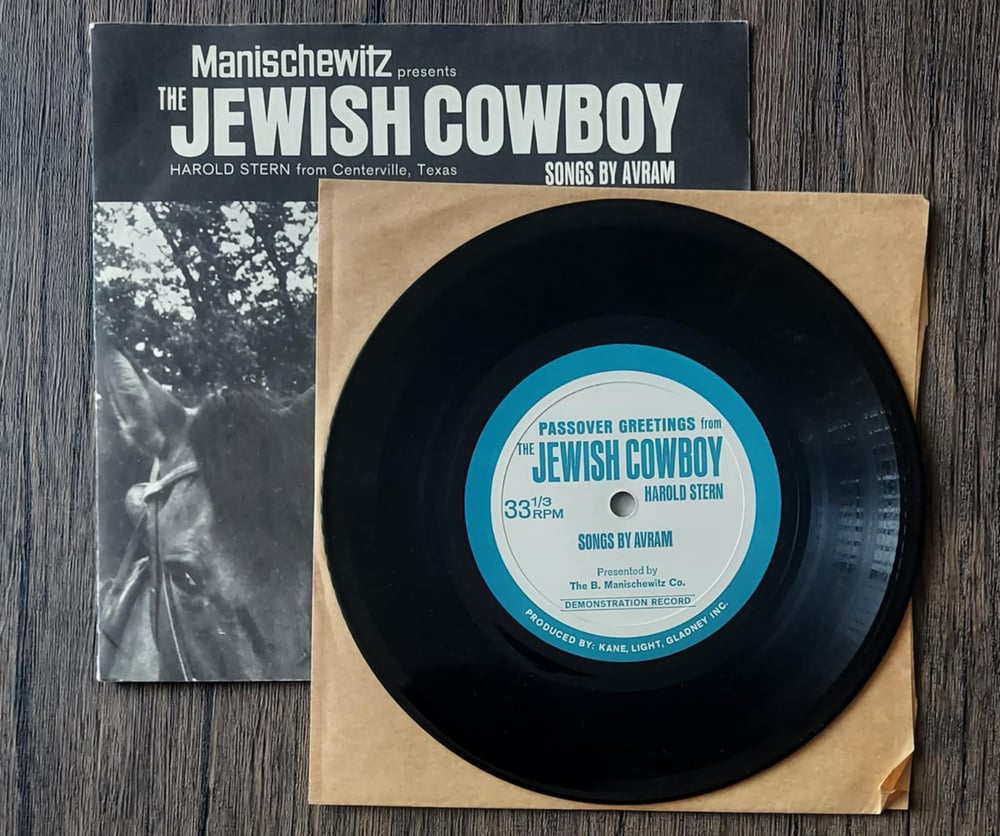 Manischewitz presents
THE JEWISH COWBOY
HAROLD STERN from Centerville, Texas
SONGS BY AVRAM
PASSOVER GREETINGS from
THE JEWISH COWBOY
HAROLD STERN
33 1/3 RPM
SONGS BY AVRAM
Presented by
The B. Manischewitz Co.
DEMONSTRATION RECORD
PRODUCED BY: KANE, LIGHT, GLADNEY INC.